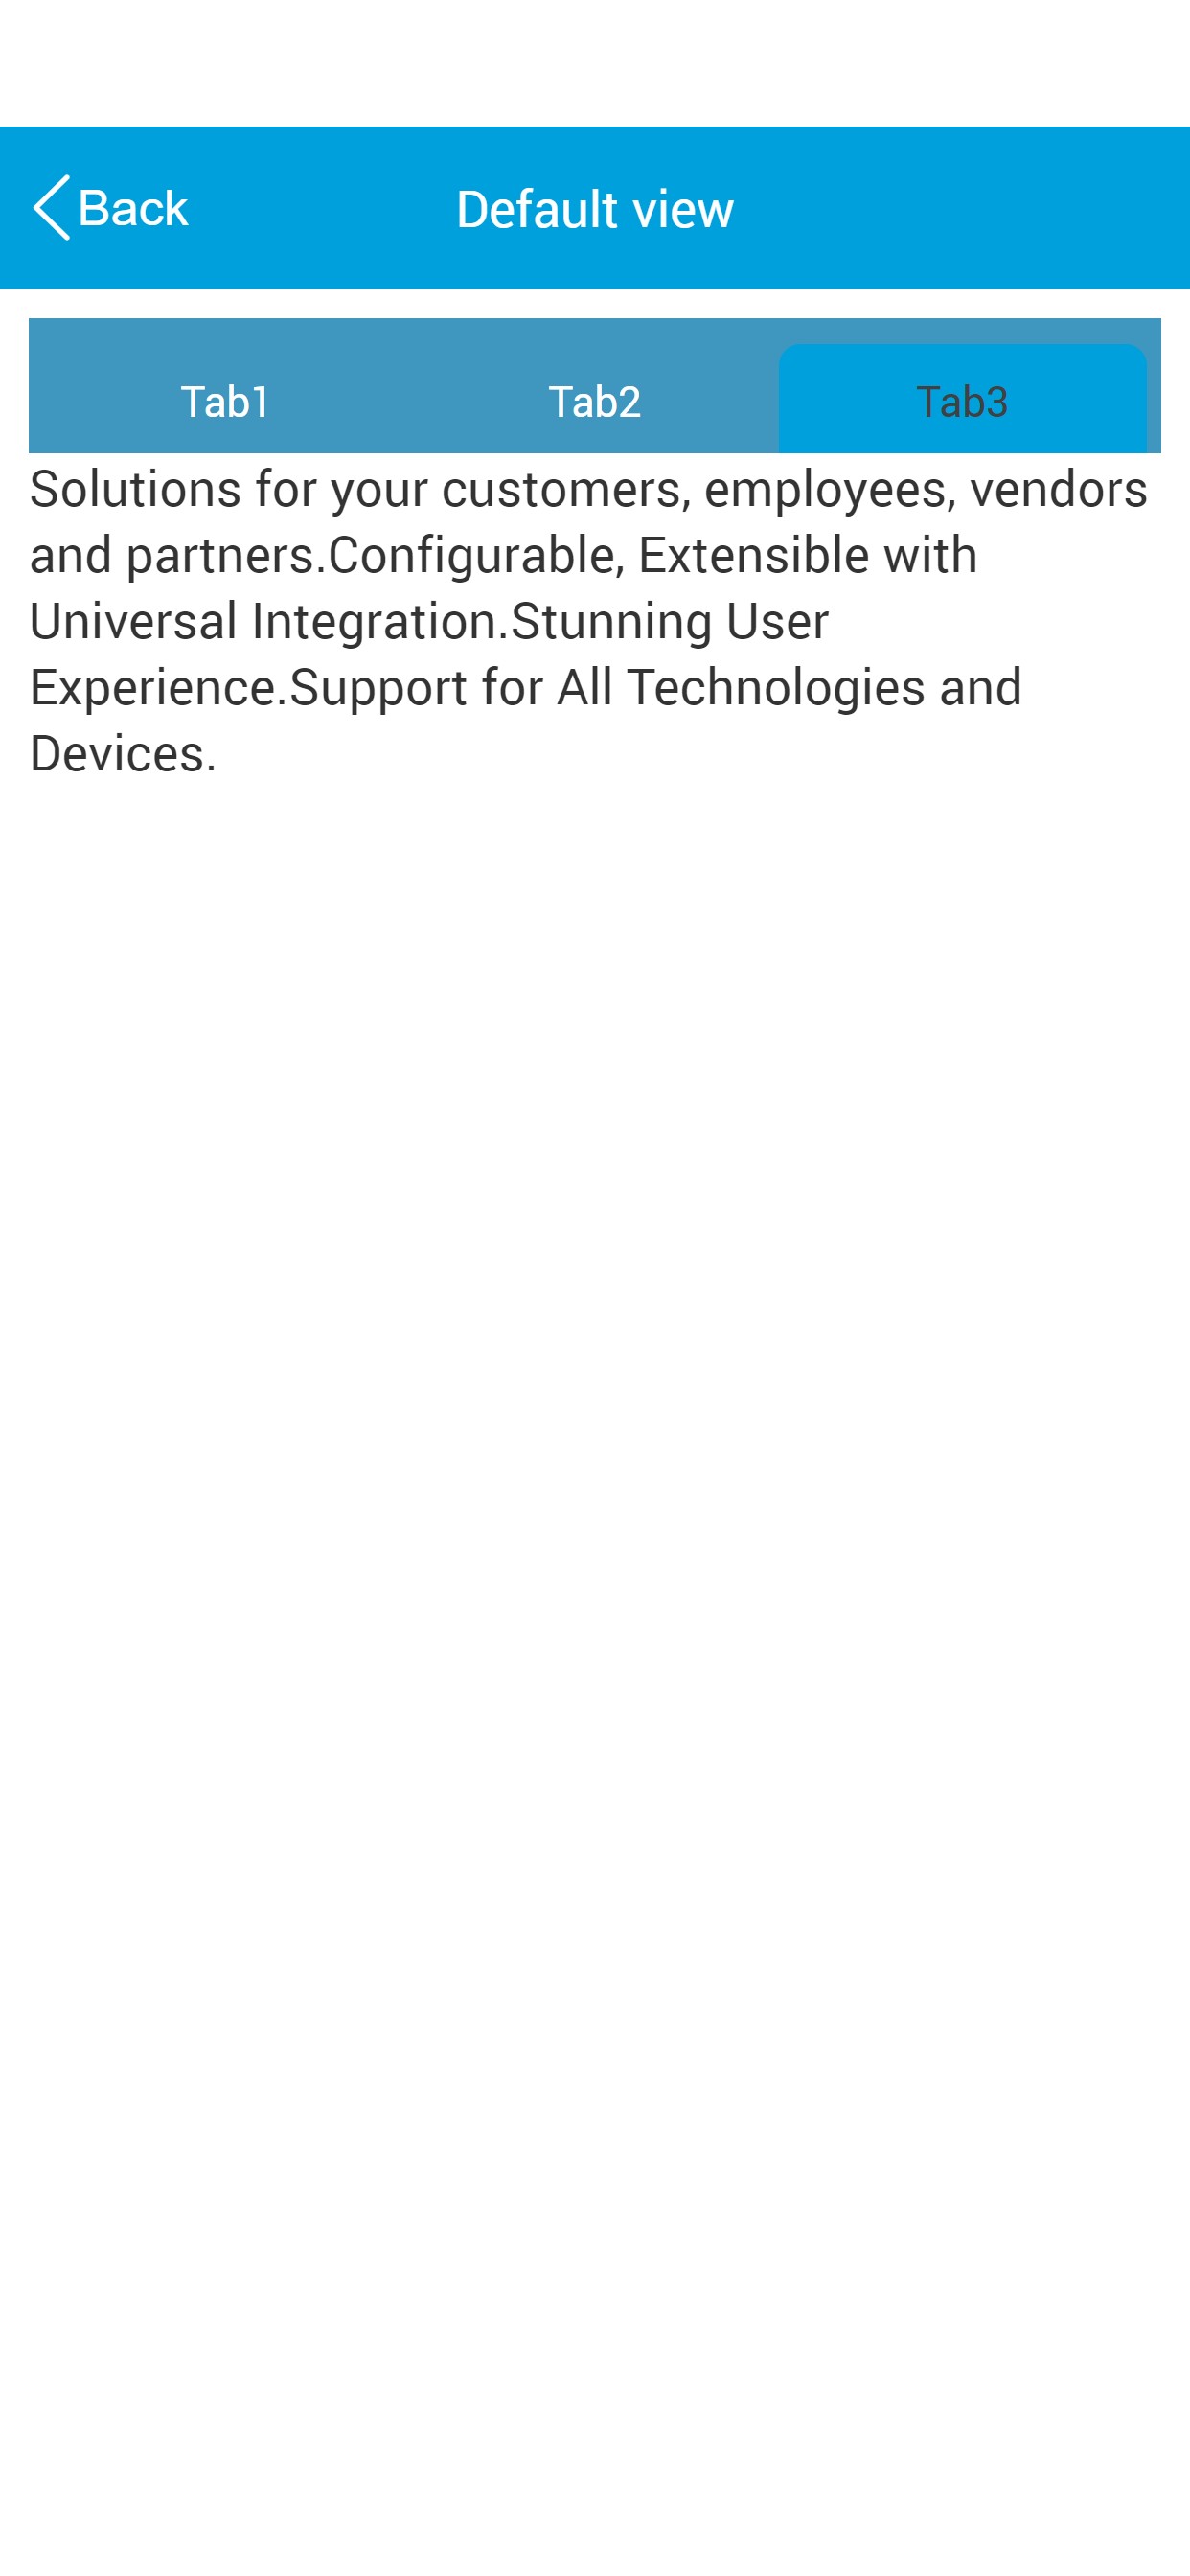 Back
Default view
Tab1 Tab2 Tab3
Solutions for your customers, employees, vendors
and partners.Configurable, Extensible with
Universal Integration.Stunning User
Experience.Support for All Technologies and
Devices.